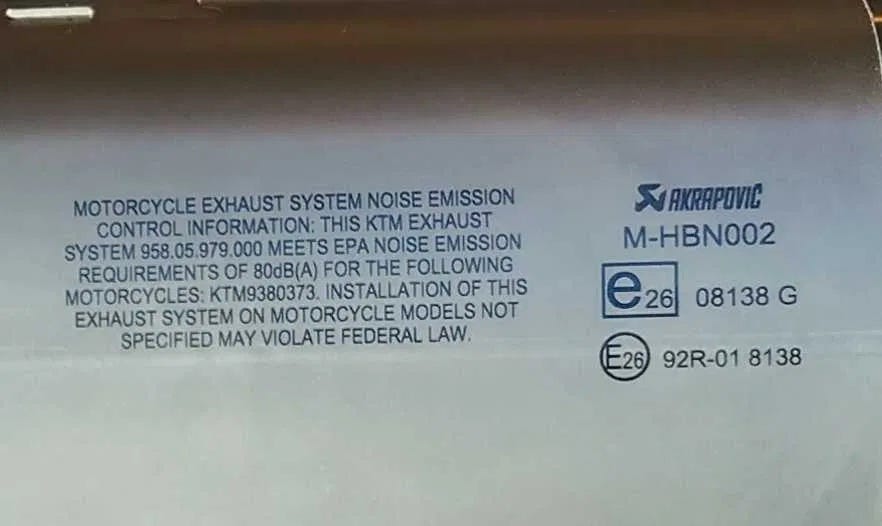 MOTORCYCLE EXHAUST SYSTEM NOISE EMISSION
CONTROL INFORMATION: THIS KTM EXHAUST
SYSTEM 958.05.979.000 MEETS EPA NOISE EMISSION
REQUIREMENTS OF 80dB(A) FOR THE FOLLOWING
MOTORCYCLES: KTM9380373. INSTALLATION OF THIS
EXHAUST SYSTEM ON MOTORCYCLE MODELS NOT
SPECIFIED MAY VIOLATE FEDERAL LAW.
AKRAPOVIČ
M-HBN002
e26 08138 G
E26 92R-01 8138